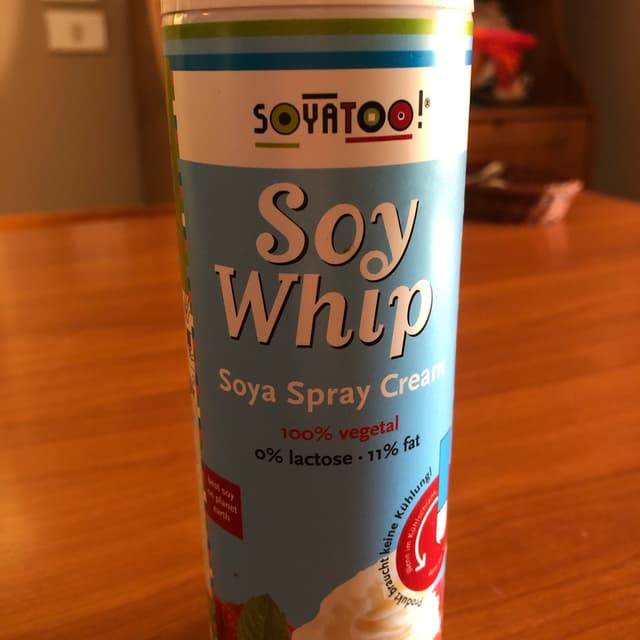 SOYATOO!®
Soy
Whip
Soya Spray Cream
100% vegetal
0% lactose · 11% fat
best soy
on planet
earth
Produkt braucht keine Kühlung!